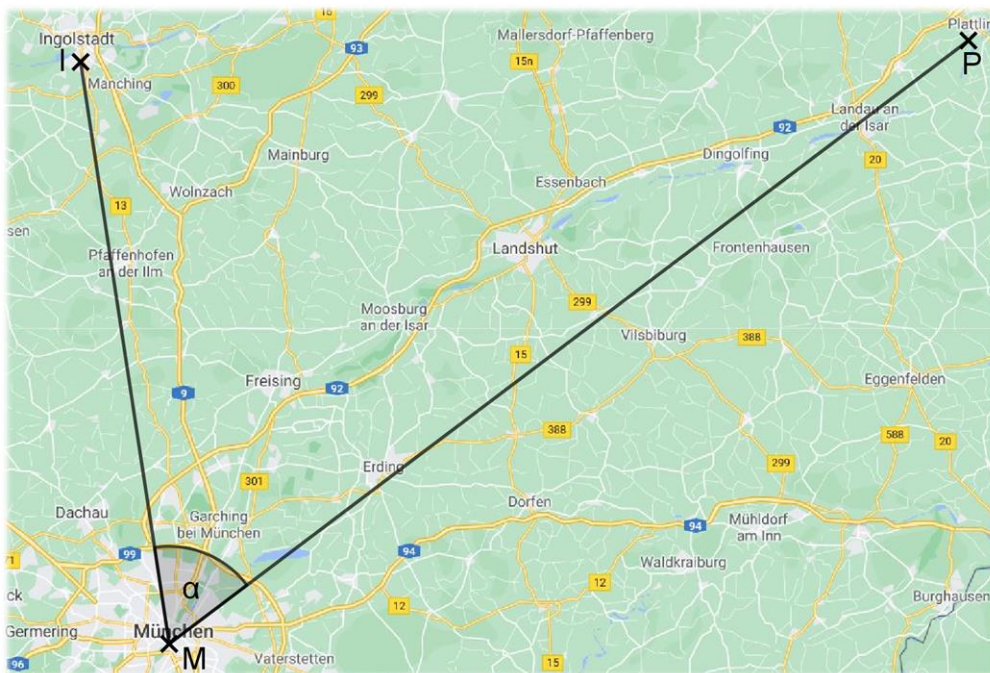 16
Plattlin
Ingolstadt
Mallersdorf-Pfaffenberg
93
I
15n
P
Manching
300
299
Landau an
der Isar
92
Mainburg
Dingolfing
20
Essenbach
Wolnzach
13
sen
Pfaffenhofen
an der Ilm
Landshut
Frontenhausen
Moosburg
an der Isar
299
Vilsbiburg
388
15
Freising
92
9
Eggenfelden
388
588
20
Erding
299
301
Dachau
Dorfen
Garching
bei München
94
Mühldorf
am Inn
99
94
71
Waldkraiburg
α
12
ck
12
Burghausen
Germering
München
M
Vaterstetten
96
15